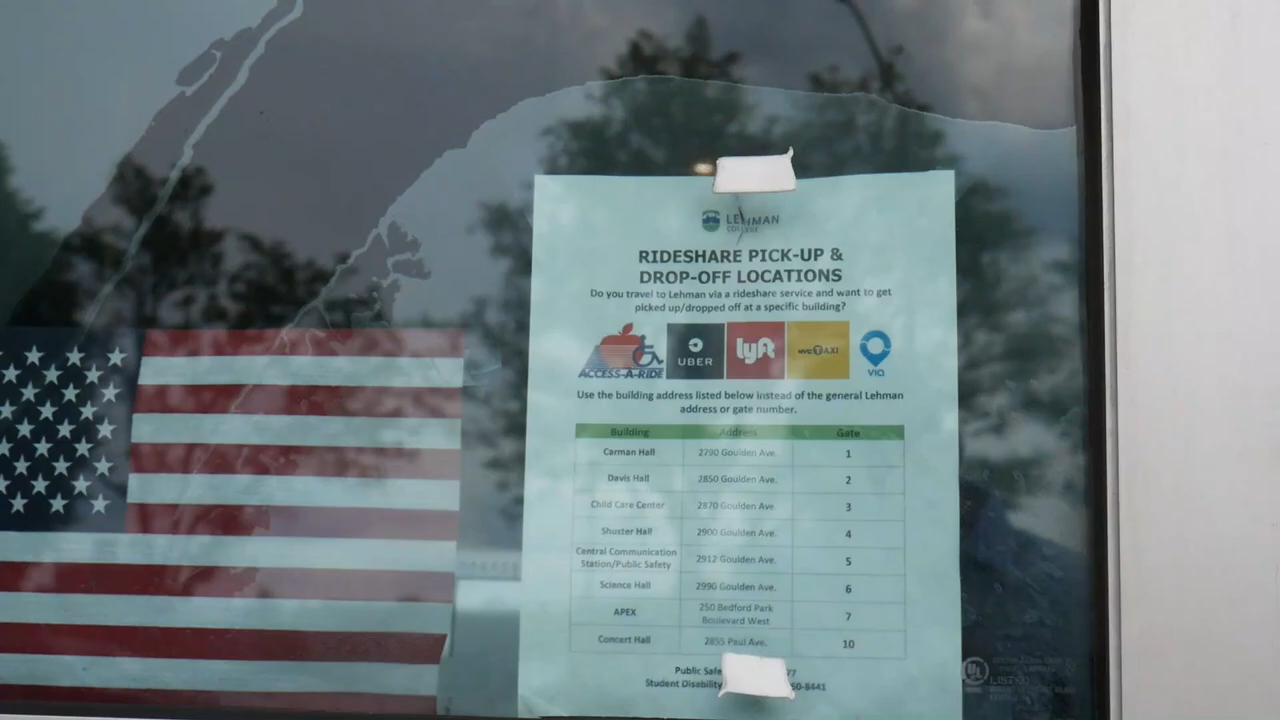 LEHMAN
COLLEGE
RIDESHARE PICK-UP &
DROP-OFF LOCATIONS
Do you travel to Lehman via a rideshare service and want to get
picked up/dropped off at a specific building?
ACCESS-A-RIDE UBER lyft NYC TAXI VIA
Use the building address listed below instead of the general Lehman
address or gate number.
Building Address Gate
Carman Hall 2790 Goulden Ave. 1
Davis Hall 2850 Goulden Ave. 2
Child Care Center 2870 Goulden Ave. 3
Shuster Hall 2900 Goulden Ave. 4
Central Communication
Station/Public Safety 2912 Goulden Ave. 5
Science Hall 2990 Goulden Ave. 6
APEX 250 Bedford Park
Boulevard West 7
Concert Hall 2855 Paul Ave. 10
Public
Student Disability
UL LISTED